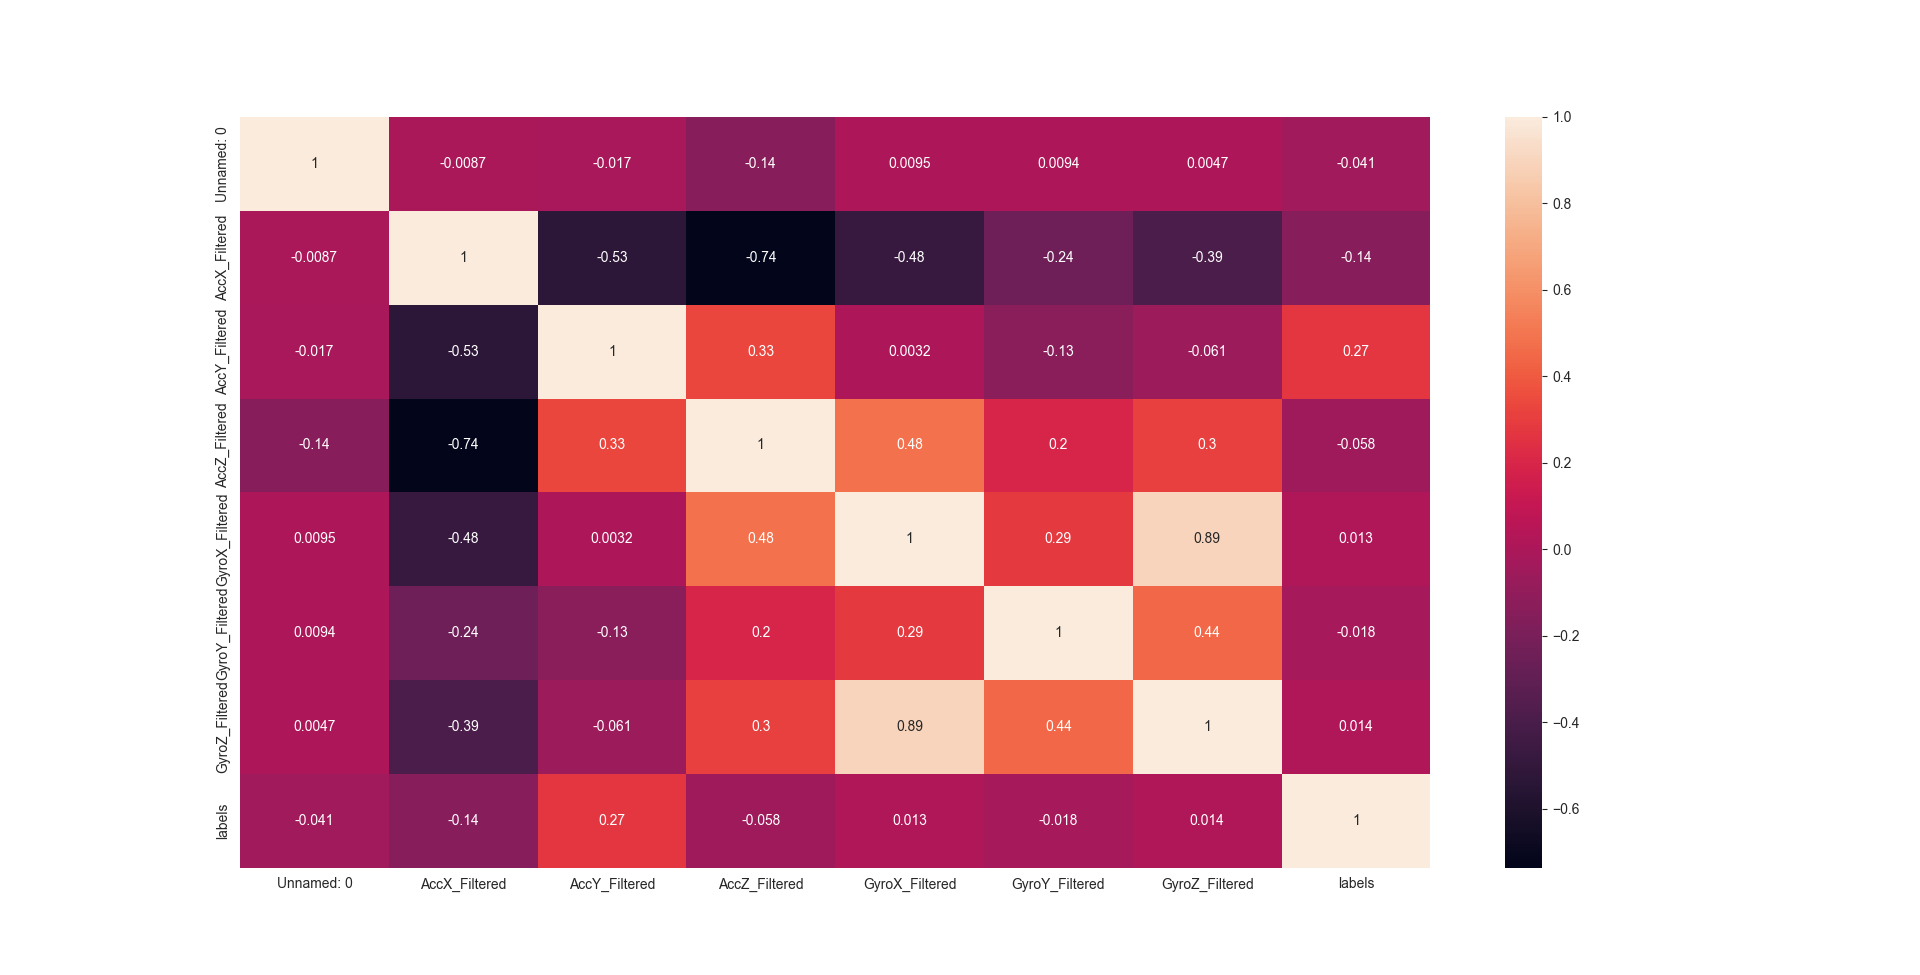 1.0
Unnamed: 0 1 -0.0087 -0.017 -0.14 0.0095 0.0094 0.0047 -0.041
0.8
AccX_Filtered -0.0087 1 -0.53 -0.74 -0.48 -0.24 -0.39 -0.14
0.6
AccY_Filtered -0.017 -0.53 1 0.33 0.0032 -0.13 -0.061 0.27
0.4
AccZ_Filtered -0.14 -0.74 0.33 1 0.48 0.2 0.3 -0.058
0.2
GyroX_Filtered 0.0095 -0.48 0.0032 0.48 1 0.29 0.89 0.013
0.0
GyroY_Filtered 0.0094 -0.24 -0.13 0.2 0.29 1 0.44 -0.018
−0.2
GyroZ_Filtered 0.0047 -0.39 -0.061 0.3 0.89 0.44 1 0.014
−0.4
labels -0.041 -0.14 0.27 -0.058 0.013 -0.018 0.014 1
−0.6
Unnamed: 0 AccX_Filtered AccY_Filtered AccZ_Filtered GyroX_Filtered GyroY_Filtered GyroZ_Filtered labels